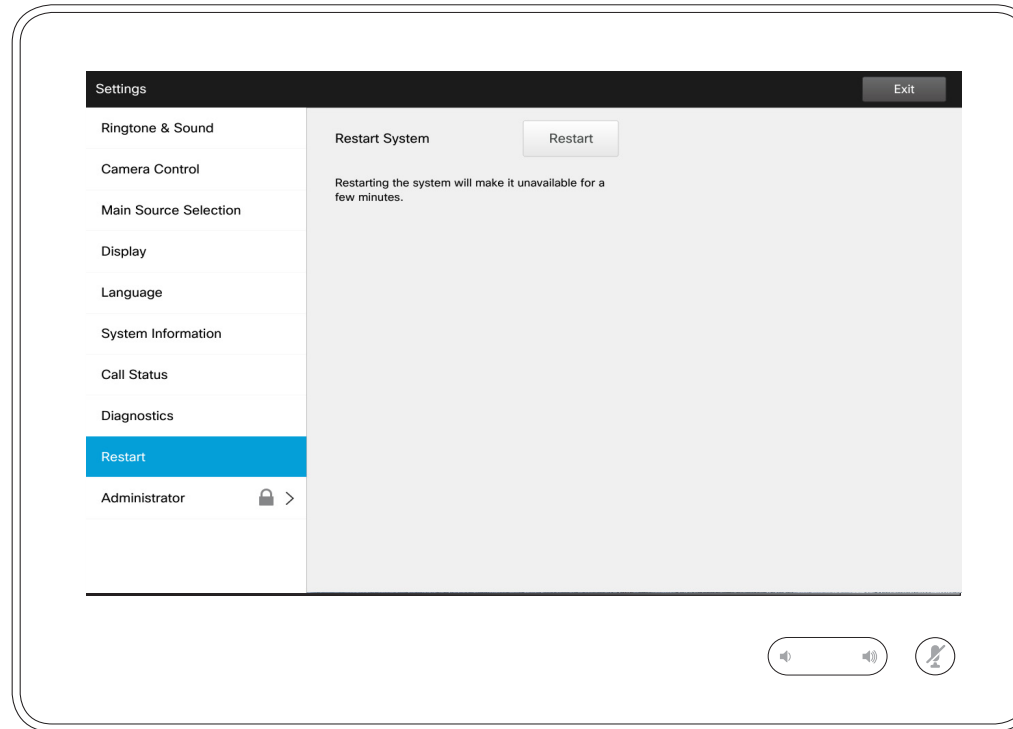 Settings
Exit
Ringtone & Sound
Camera Control
Main Source Selection
Display
Language
System Information
Call Status
Diagnostics
Restart
Administrator
Restart System
Restart
Restarting the system will make it unavailable for a
few minutes.